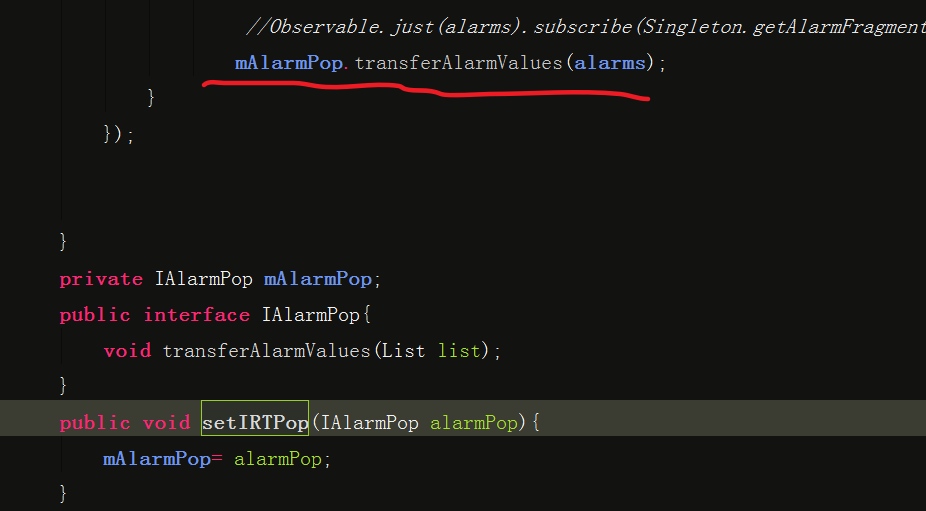 //Observable.just(alarms).subscribe(Singleton.getAlarmFragment
mAlarmPop.transferAlarmValues(alarms);
}
});
}
private IAlarmPop mAlarmPop;
public interface IAlarmPop{
void transferAlarmValues(List list);
}
public void setIRTPop(IAlarmPop alarmPop){
mAlarmPop= alarmPop;
}